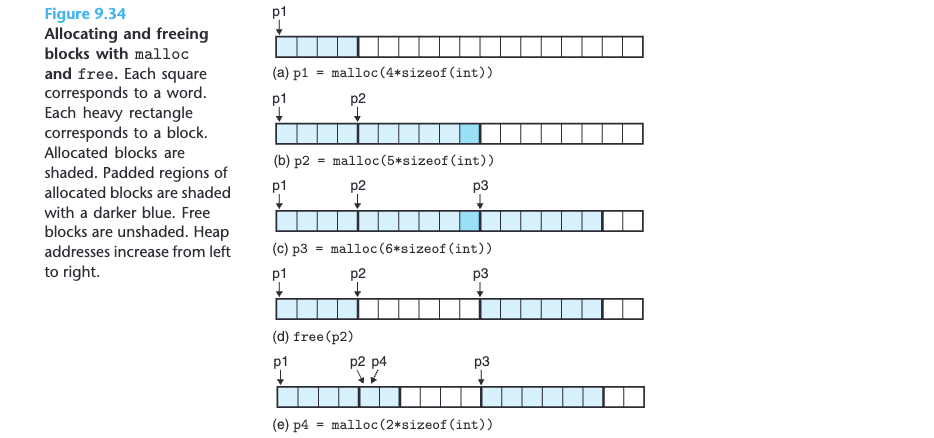 Figure 9.34
Allocating and freeing
blocks with malloc
and free. Each square
corresponds to a word.
Each heavy rectangle
corresponds to a block.
Allocated blocks are
shaded. Padded regions of
allocated blocks are shaded
with a darker blue. Free
blocks are unshaded. Heap
addresses increase from left
to right.
p1
(a) p1 = malloc(4*sizeof(int))
p1 p2
(b) p2 = malloc(5*sizeof(int))
p1 p2 p3
(c) p3 = malloc(6*sizeof(int))
p1 p2 p3
(d) free(p2)
p1 p2 p4 p3
(e) p4 = malloc(2*sizeof(int))